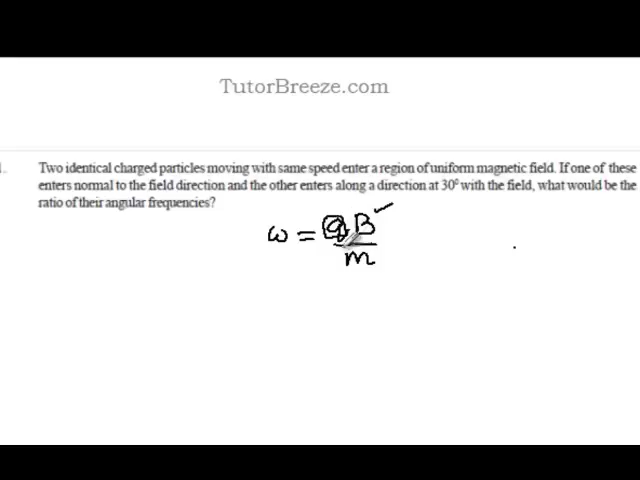 TutorBreeze.com
1. Two identical charged particles moving with same speed enter a region of uniform magnetic field. If one of these
enters normal to the field direction and the other enters along a direction at 30⁰ with the field, what would be the
ratio of their angular frequencies?
ω = qB
m